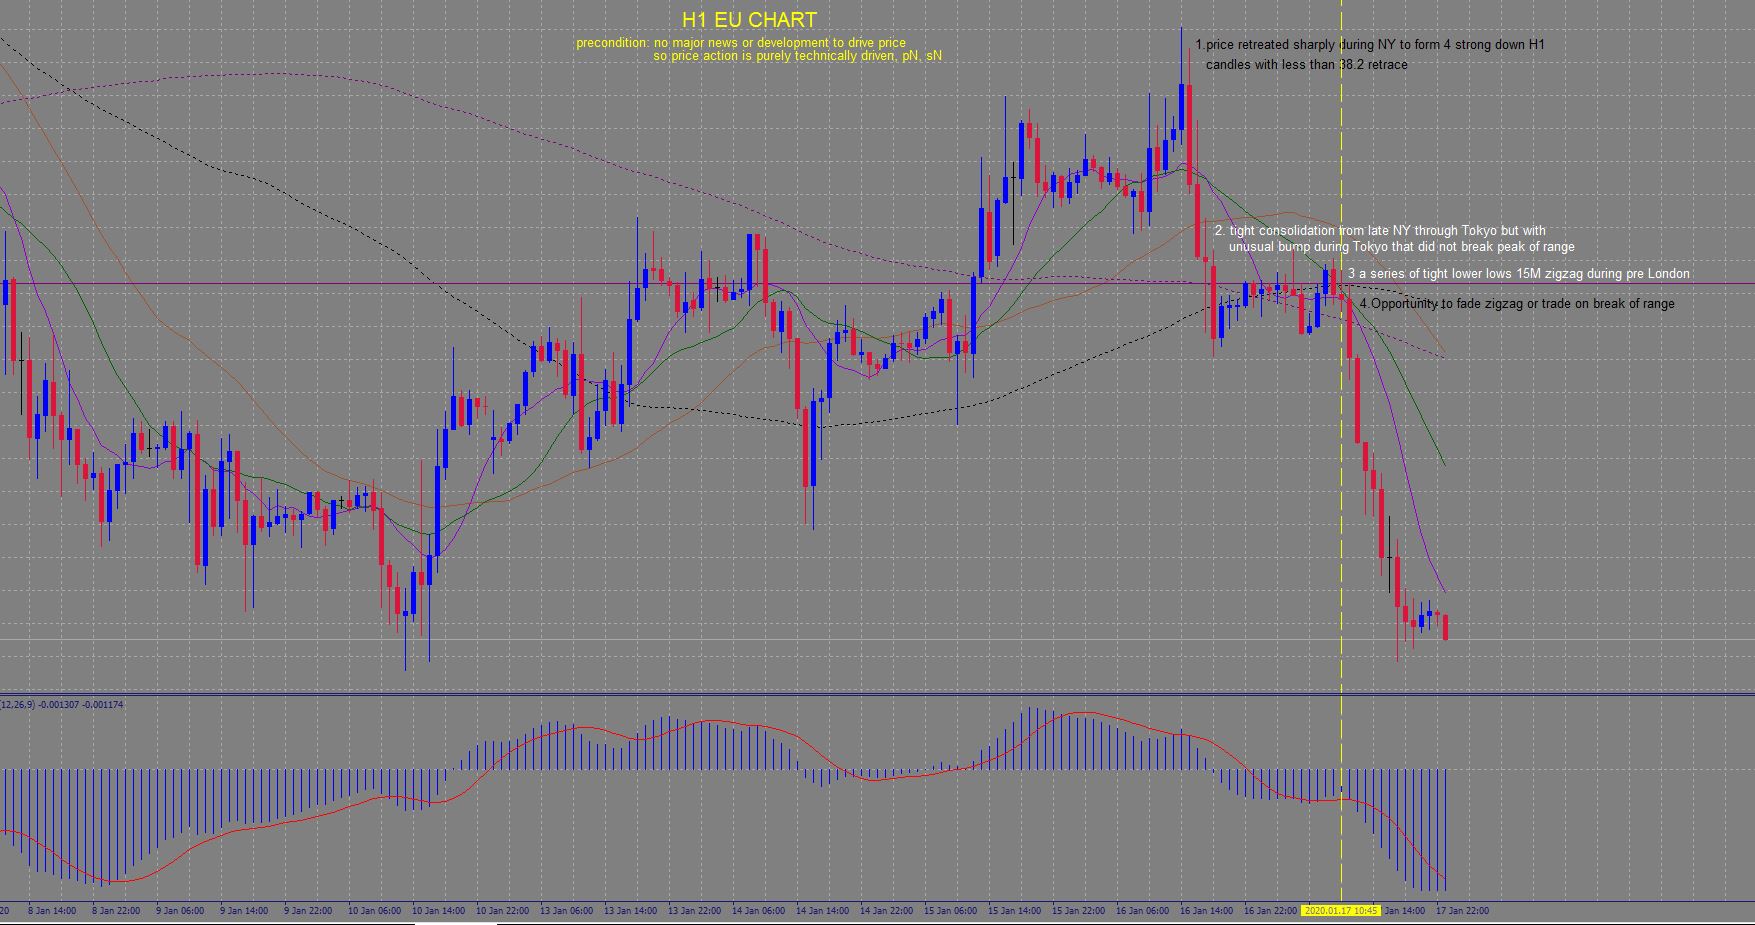 H1 EU CHART
precondition: no major news or development to drive price
so price action is purely technically driven, pN, sN
1.price retreated sharply during NY to form 4 strong down H1
candles with less than 38.2 retrace
2. tight consolidation from late NY through Tokyo but with
unusual bump during Tokyo that did not break peak of range
3 a series of tight lower lows 15M zigzag during pre London
4.Opportunity to fade zigzag or trade on break of range
(12,26,9) -0.001307 -0.001174
20 8 Jan 14:00 8 Jan 22:00 9 Jan 06:00 9 Jan 14:00 9 Jan 22:00 10 Jan 06:00 10 Jan 14:00 10 Jan 22:00 13 Jan 06:00 13 Jan 14:00 13 Jan 22:00 14 Jan 06:00 14 Jan 14:00 14 Jan 22:00 15 Jan 06:00 15 Jan 14:00 15 Jan 22:00 16 Jan 06:00 16 Jan 14:00 16 Jan 22:00 2020.01.17 10:45 Jan 14:00 17 Jan 22:00